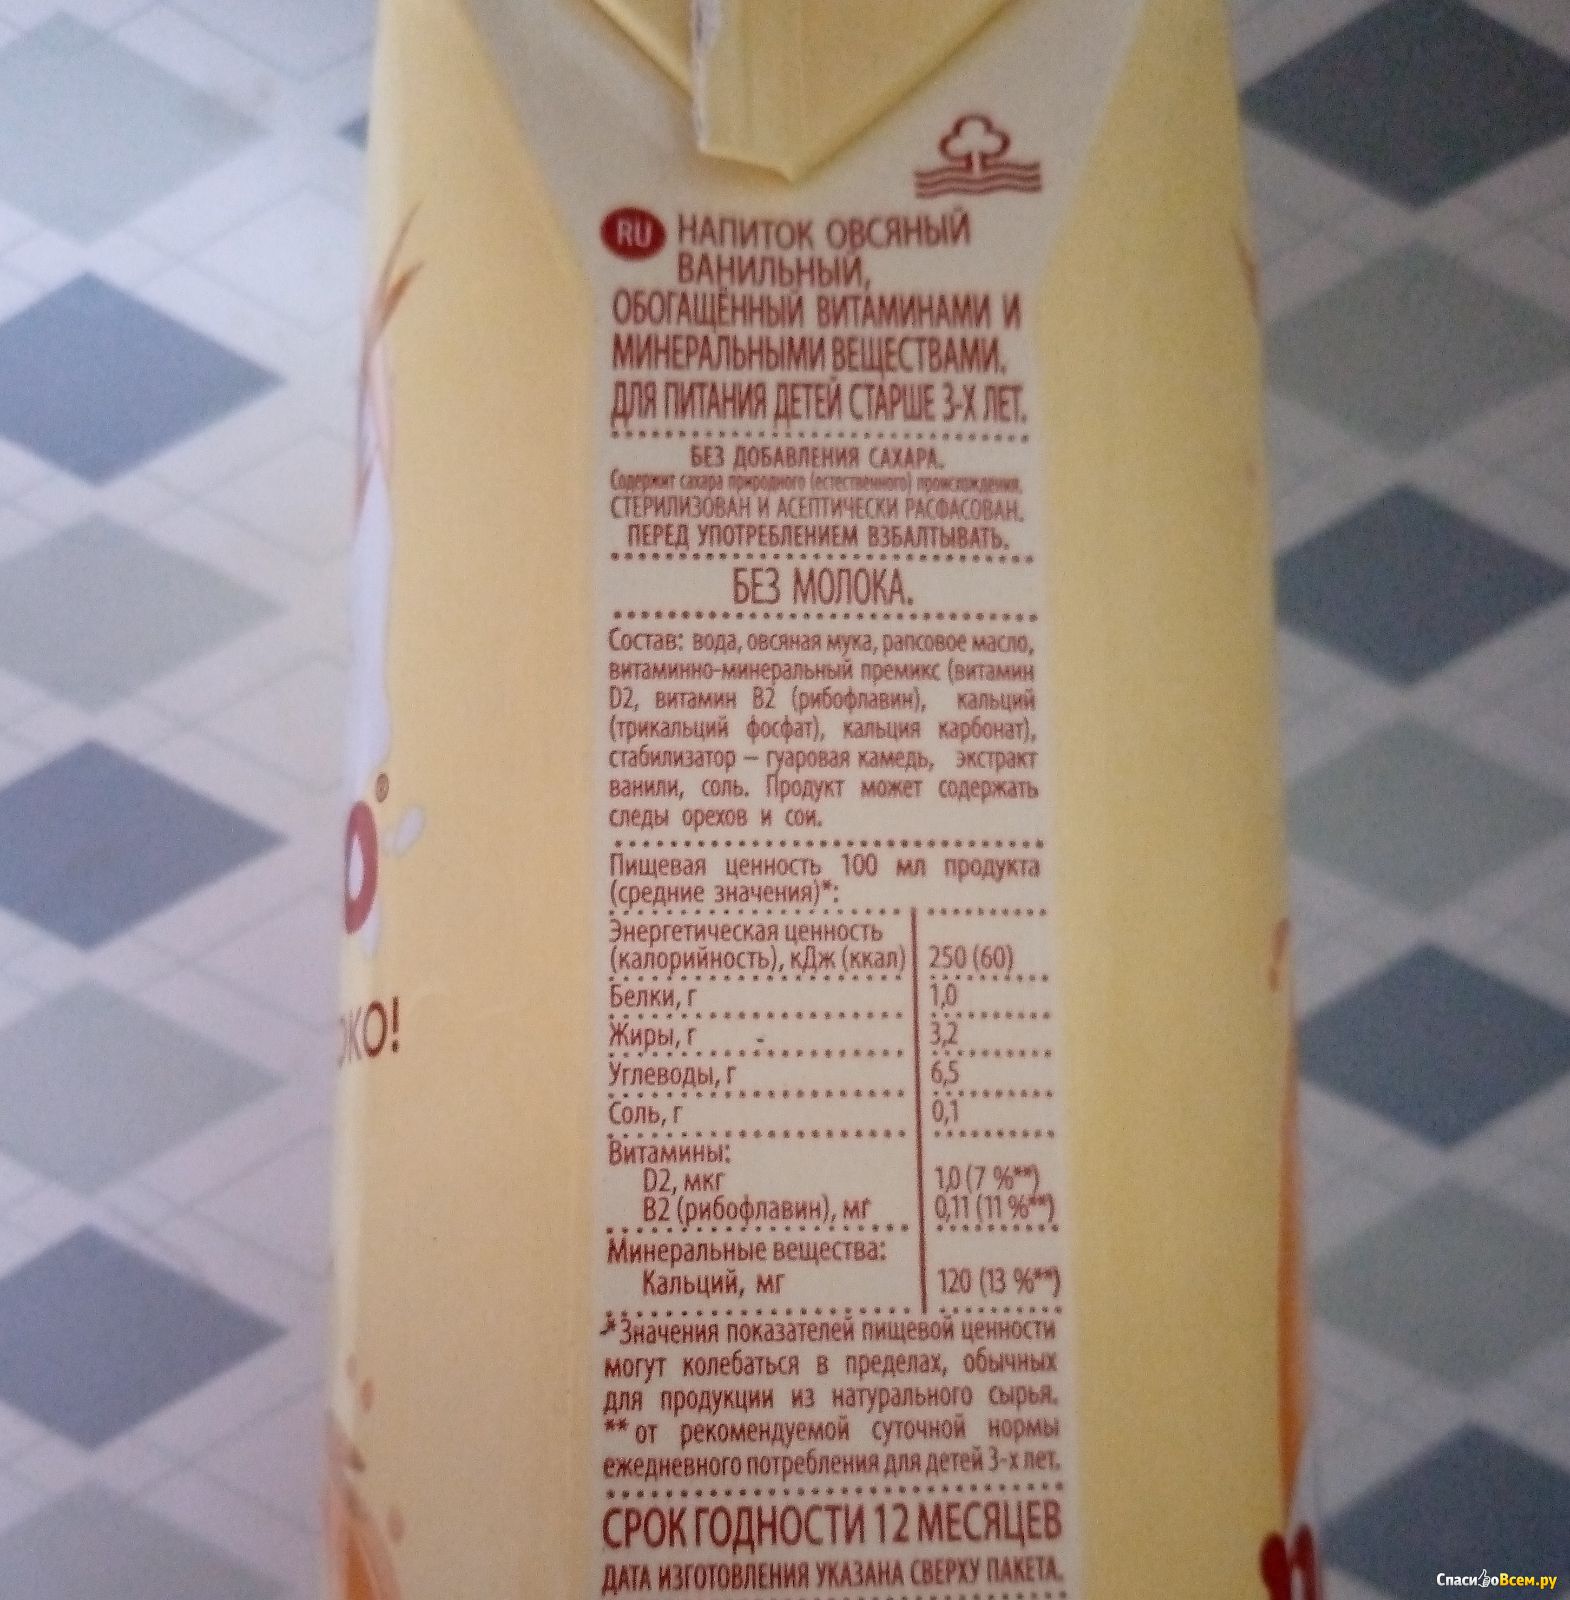 RU НАПИТОК ОВСЯНЫЙ
ВАНИЛЬНЫЙ,
ОБОГАЩЁННЫЙ ВИТАМИНАМИ И
МИНЕРАЛЬНЫМИ ВЕЩЕСТВАМИ.
ДЛЯ ПИТАНИЯ ДЕТЕЙ СТАРШЕ 3-Х ЛЕТ.
БЕЗ ДОБАВЛЕНИЯ САХАРА.
Содержит сахара природного (естественного) происхождения.
СТЕРИЛИЗОВАН И АСЕПТИЧЕСКИ РАСФАСОВАН.
ПЕРЕД УПОТРЕБЛЕНИЕМ ВЗБАЛТЫВАТЬ.
БЕЗ МОЛОКА.
Состав: вода, овсяная мука, рапсовое масло,
витаминно-минеральный премикс (витамин
D2, витамин B2 (рибофлавин), кальций
(трикальций фосфат), кальция карбонат),
стабилизатор – гуаровая камедь, экстракт
ванили, соль. Продукт может содержать
следы орехов и сои.
Пищевая ценность 100 мл продукта
(средние значения)*:
Энергетическая ценность
(калорийность), кДж (ккал) 250 (60)
Белки, г 1,0
Жиры, г 3,2
Углеводы, г 6,5
Соль, г 0,1
Витамины:
D2, мкг 1,0 (7 %**)
B2 (рибофлавин), мг 0,11 (11 %**)
Минеральные вещества:
Кальций, мг 120 (13 %**)
*Значения показателей пищевой ценности
могут колебаться в пределах, обычных
для продукции из натурального сырья.
** от рекомендуемой суточной нормы
ежедневного потребления для детей 3-х лет.
СРОК ГОДНОСТИ 12 МЕСЯЦЕВ
ДАТА ИЗГОТОВЛЕНИЯ УКАЗАНА СВЕРХУ ПАКЕТА.
ОКО!
СпасибоВсем.ру